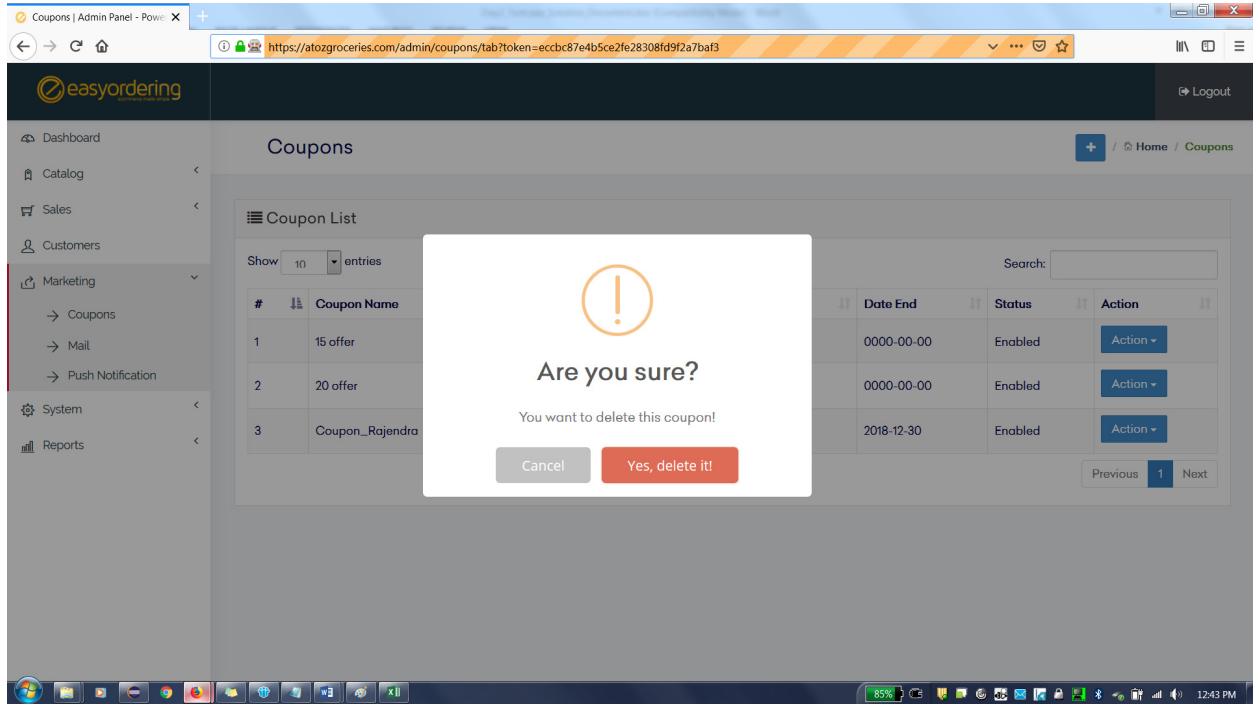 Coupons | Admin Panel - Powe
https://atozgroceries.com/admin/coupons/tab?token=eccbc87e4b5ce2fe28308fd9f2a7baf3
easyordering
Logout
Dashboard
Catalog
Sales
Customers
Marketing
Coupons
Mail
Push Notification
System
Reports
Coupons
+ / Home / Coupons
Coupon List
Show 10 entries
Search:
# Coupon Name Date End Status Action
1 15 offer 0000-00-00 Enabled Action
2 20 offer 0000-00-00 Enabled Action
3 Coupon_Rajendra 2018-12-30 Enabled Action
Previous 1 Next
Are you sure?
You want to delete this coupon!
Cancel Yes, delete it!
85% 12:43 PM